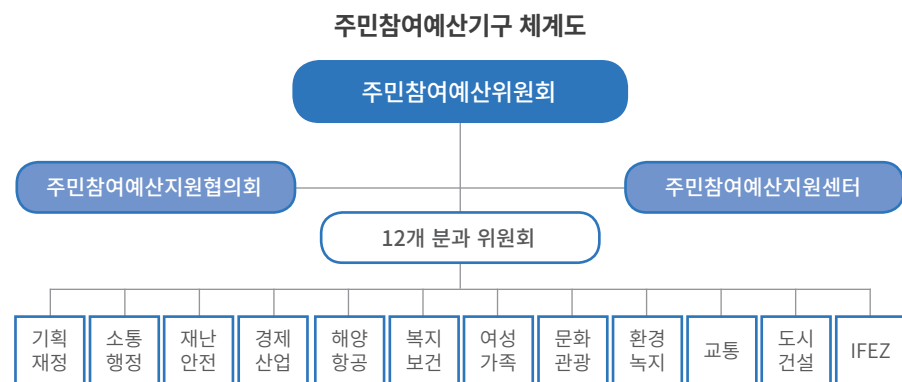 주민참여예산기구 체계도
주민참여예산위원회
주민참여예산지원협의회
주민참여예산지원센터
12개 분과 위원회
기획
재정
소통
행정
재난
안전
경제
산업
해양
항공
복지
보건
여성
가족
문화
관광
환경
녹지
교통
도시
건설
IFEZ